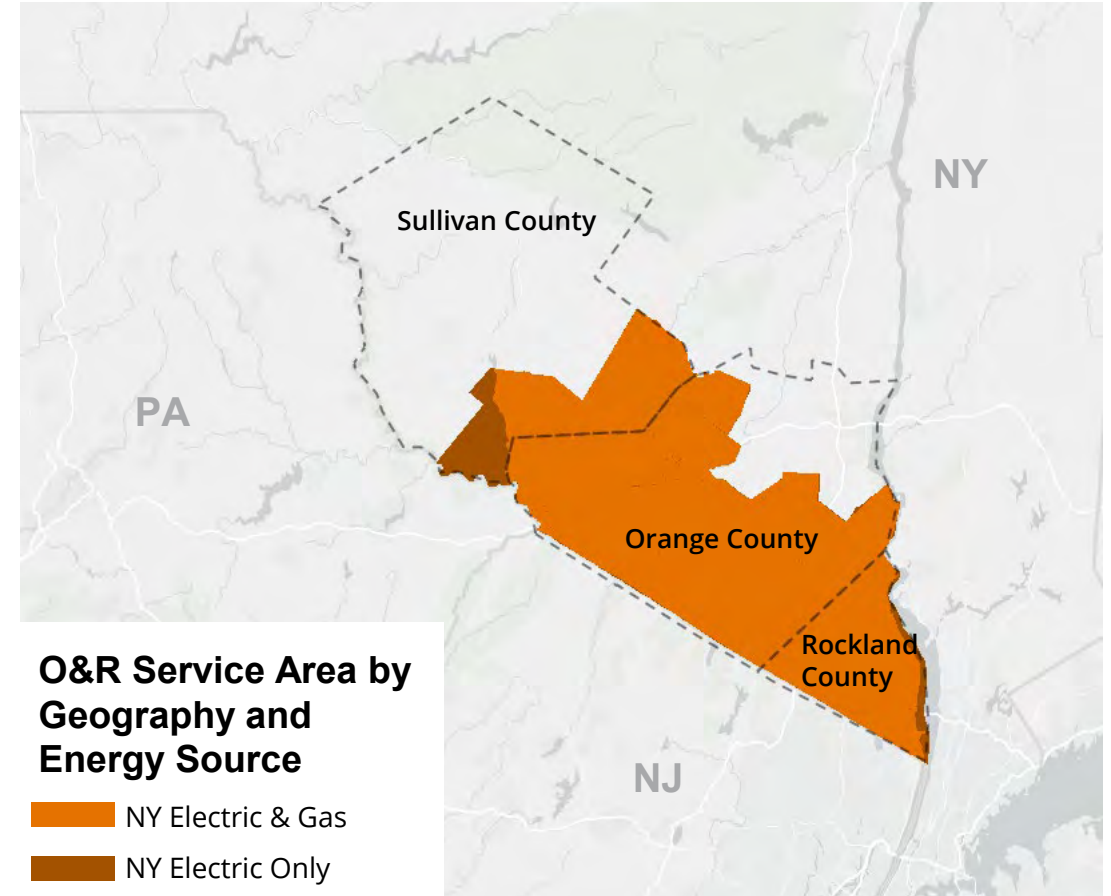 NY
Sullivan County
PA
Orange County
Rockland
County
NJ
O&R Service Area by
Geography and
Energy Source
NY Electric & Gas
NY Electric Only